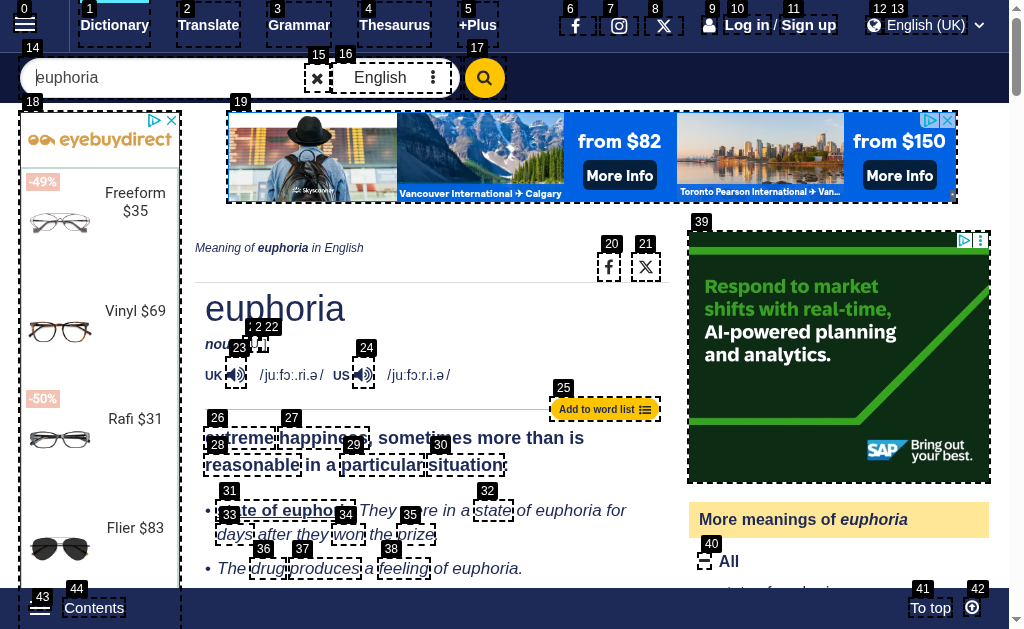 Dictionary
Translate
Grammar
Thesaurus
+Plus
Log in / Sign up
English (UK)
euphoria
English
eyebuydirect
-49%
Freeform $35
Vinyl $69
-50%
Rafi $31
Flier $83
Skyscanner
Vancouver International ✈ Calgary
from $82
More Info
Toronto Pearson International ✈ Van...
from $150
More Info
Meaning of euphoria in English
euphoria
UK /juːˈfɔː.ri.ə/ US /juːˈfɔːr.i.ə/
Add to word list
extreme happiness, sometimes more than is
reasonable in a particular situation:
• state of euphoria They were in a state of euphoria for
days after they won the prize.
• The drug produces a feeling of euphoria.
Respond to market
shifts with real-time,
AI-powered planning
and analytics.
SAP
Bring out
your best.
More meanings of euphoria
All
Contents
To top
0
1
2
3
4
5
6
7
8
9
10
11
12
13
14
15
16
17
18
19
20
21
22
23
24
25
26
27
28
29
30
31
32
33
34
35
36
37
38
39
40
41
42
43
44